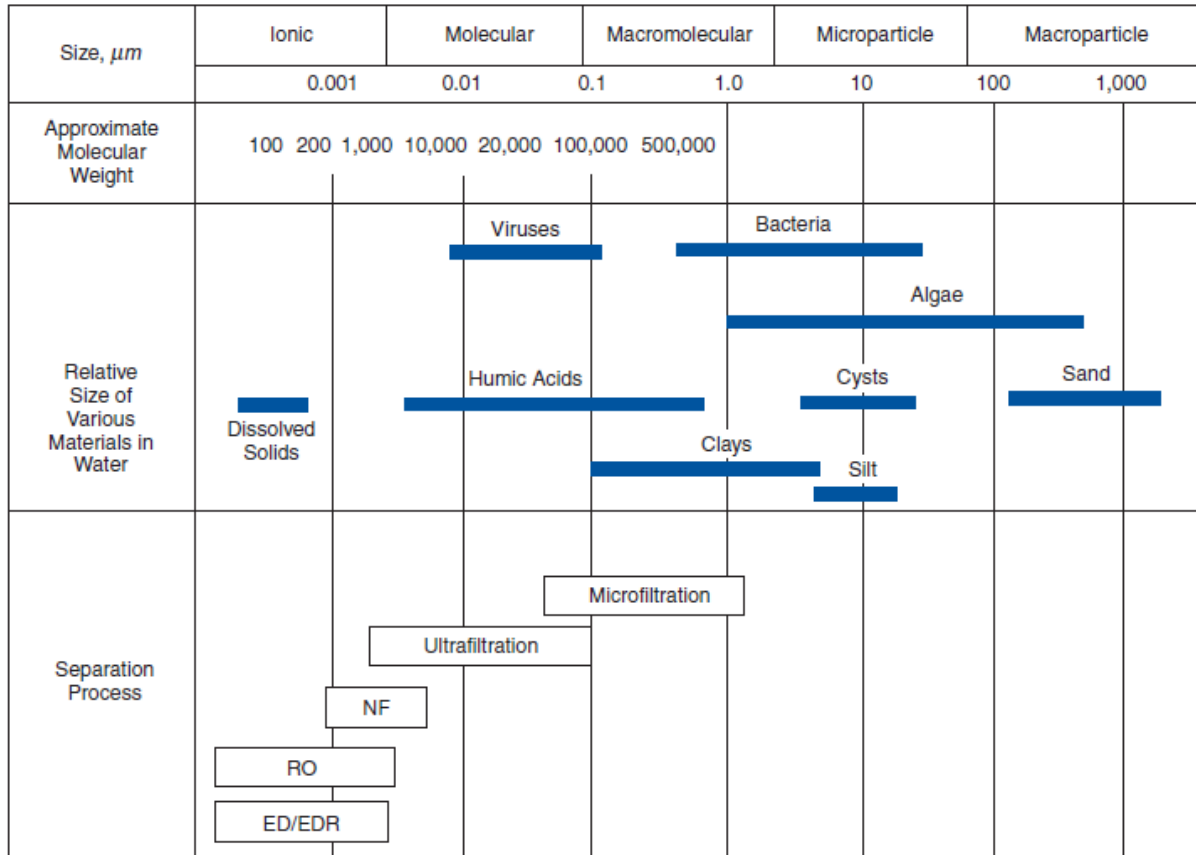 Size, μm
Ionic Molecular Macromolecular Microparticle Macroparticle
0.001 0.01 0.1 1.0 10 100 1,000
Approximate
Molecular
Weight
100 200 1,000 10,000 20,000 100,000 500,000
Relative
Size of
Various
Materials in
Water
Viruses
Bacteria
Algae
Humic Acids
Cysts
Sand
Dissolved
Solids
Clays
Silt
Separation
Process
Microfiltration
Ultrafiltration
NF
RO
ED/EDR